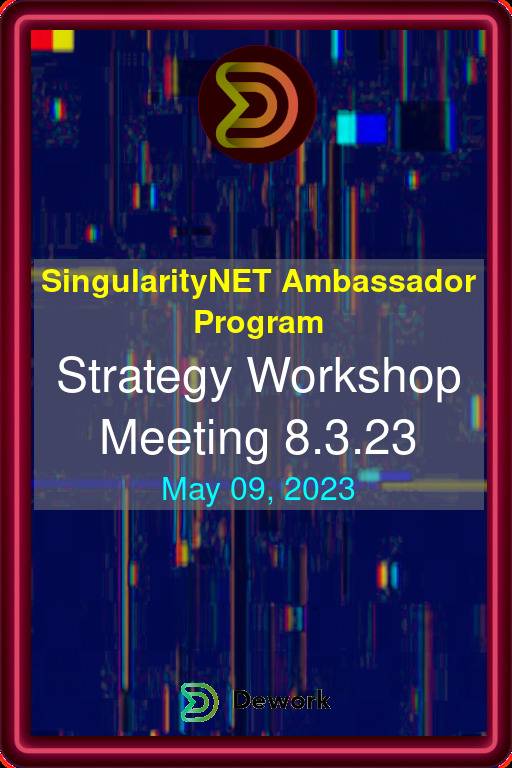 SingularityNET Ambassador
Program
Strategy Workshop
Meeting 8.3.23
May 09, 2023
Dework